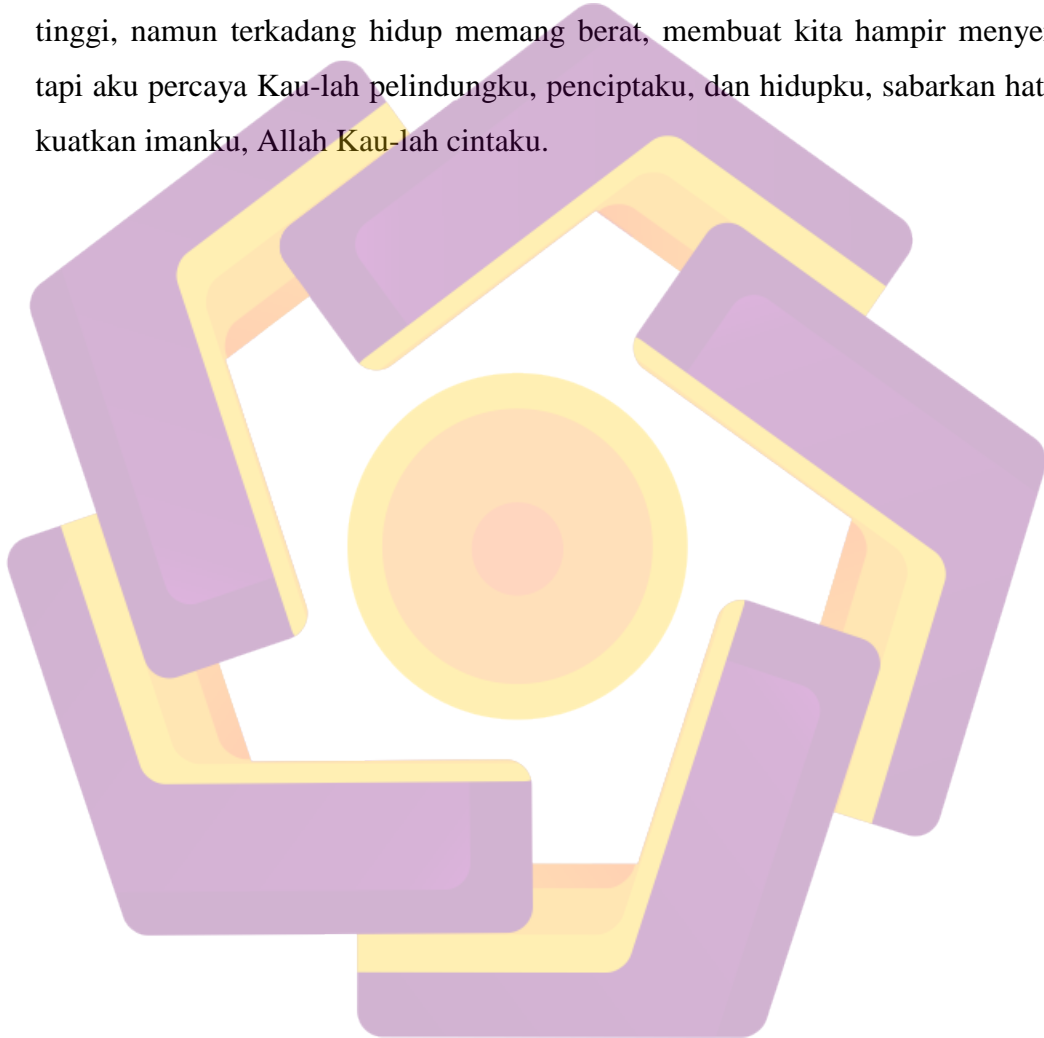 tinggi, namun terkadang hidup memang berat, membuat kita hampir menye
tapi aku percaya Kau-lah pelindungku, penciptaku, dan hidupku, sabarkan hat
kuatkan imanku, Allah Kau-lah cintaku.